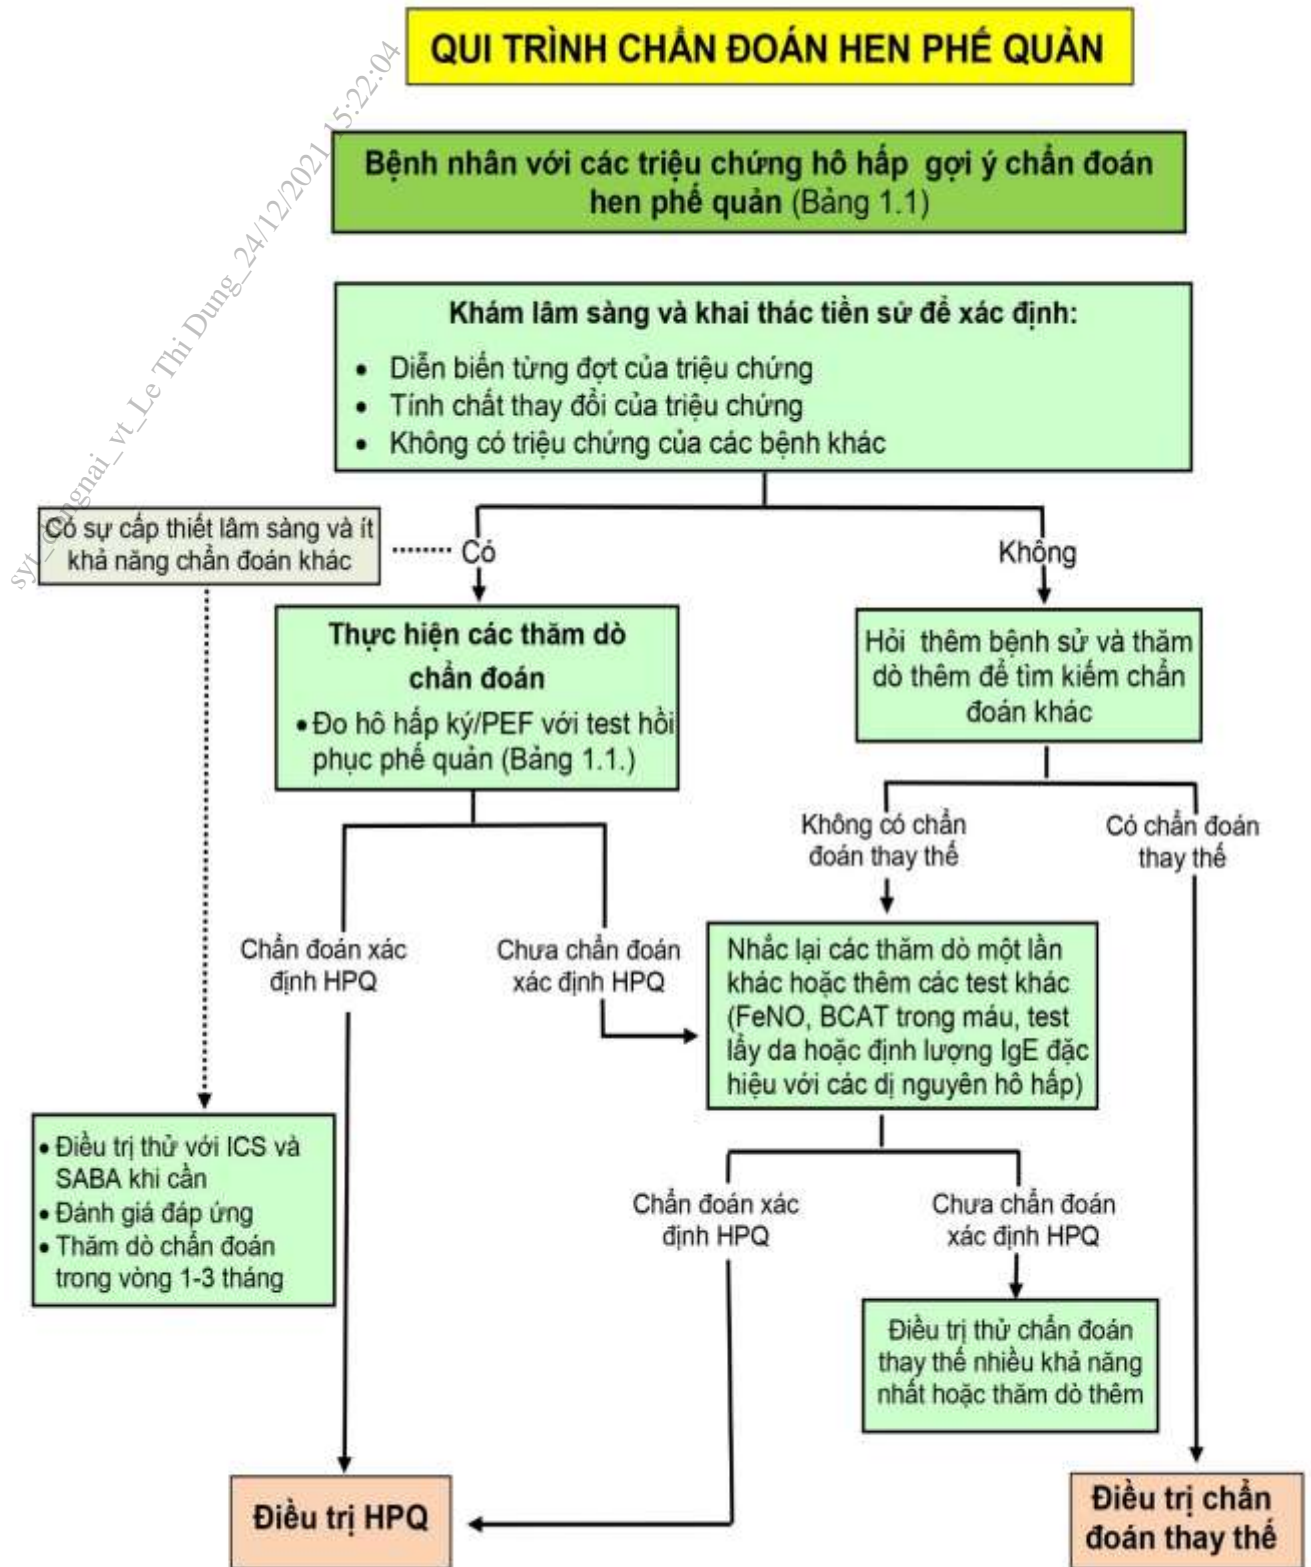 QUI TRÌNH CHẨN ĐOÁN HEN PHẾ QUẢN
Bệnh nhân với các triệu chứng hô hấp gợi ý chẩn đoán
hen phế quản (Bảng 1.1)
Khám lâm sàng và khai thác tiền sử để xác định:
• Diễn biến từng đợt của triệu chứng
• Tính chất thay đổi của triệu chứng
• Không có triệu chứng của các bệnh khác
Có sự cấp thiết lâm sàng và ít
khả năng chẩn đoán khác
Có
Không
Thực hiện các thăm dò
chẩn đoán
• Đo hô hấp ký/PEF với test hồi
phục phế quản (Bảng 1.1.)
Hỏi thêm bệnh sử và thăm
dò thêm để tìm kiếm chẩn
đoán khác
Không có chẩn
đoán thay thế
Có chẩn đoán
thay thế
Chẩn đoán xác
định HPQ
Chưa chẩn đoán
xác định HPQ
Nhắc lại các thăm dò một lần
khác hoặc thêm các test khác
(FeNO, BCAT trong máu, test
lẩy da hoặc định lượng IgE đặc
hiệu với các dị nguyên hô hấp)
• Điều trị thử với ICS và
SABA khi cần
• Đánh giá đáp ứng
• Thăm dò chẩn đoán
trong vòng 1-3 tháng
Chẩn đoán xác
định HPQ
Chưa chẩn đoán
xác định HPQ
Điều trị thử chẩn đoán
thay thế nhiều khả năng
nhất hoặc thăm dò thêm
Điều trị HPQ
Điều trị chẩn
đoán thay thế
vt_Le Thi Dung_24/12/2021 15:22:04